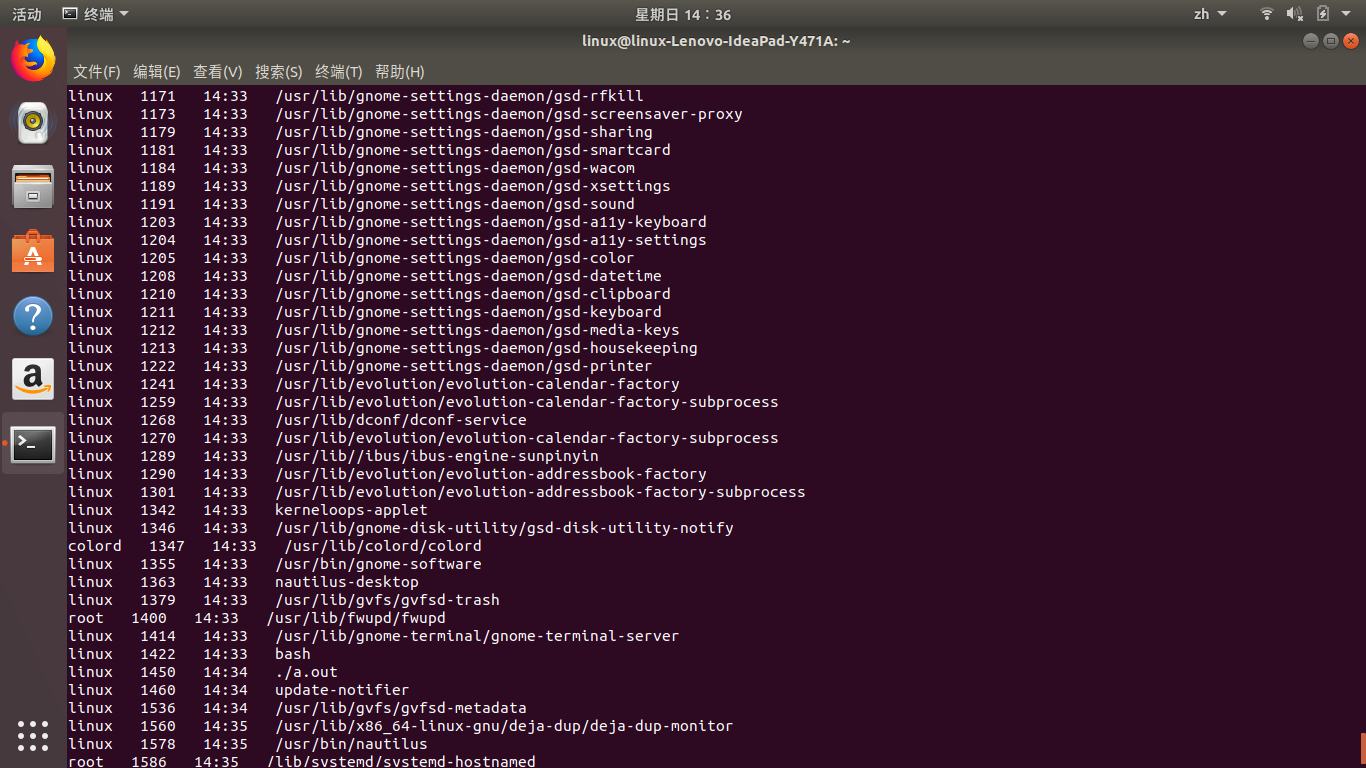 活动 终端 星期日 14：36 zh
linux@linux-Lenovo-IdeaPad-Y471A: ~
文件(F) 编辑(E) 查看(V) 搜索(S) 终端(T) 帮助(H)
linux 1171 14:33 /usr/lib/gnome-settings-daemon/gsd-rfkill
linux 1173 14:33 /usr/lib/gnome-settings-daemon/gsd-screensaver-proxy
linux 1179 14:33 /usr/lib/gnome-settings-daemon/gsd-sharing
linux 1181 14:33 /usr/lib/gnome-settings-daemon/gsd-smartcard
linux 1184 14:33 /usr/lib/gnome-settings-daemon/gsd-wacom
linux 1189 14:33 /usr/lib/gnome-settings-daemon/gsd-xsettings
linux 1191 14:33 /usr/lib/gnome-settings-daemon/gsd-sound
linux 1203 14:33 /usr/lib/gnome-settings-daemon/gsd-a11y-keyboard
linux 1204 14:33 /usr/lib/gnome-settings-daemon/gsd-a11y-settings
linux 1205 14:33 /usr/lib/gnome-settings-daemon/gsd-color
linux 1208 14:33 /usr/lib/gnome-settings-daemon/gsd-datetime
linux 1210 14:33 /usr/lib/gnome-settings-daemon/gsd-clipboard
linux 1211 14:33 /usr/lib/gnome-settings-daemon/gsd-keyboard
linux 1212 14:33 /usr/lib/gnome-settings-daemon/gsd-media-keys
linux 1213 14:33 /usr/lib/gnome-settings-daemon/gsd-housekeeping
linux 1222 14:33 /usr/lib/gnome-settings-daemon/gsd-printer
linux 1241 14:33 /usr/lib/evolution/evolution-calendar-factory
linux 1259 14:33 /usr/lib/evolution/evolution-calendar-factory-subprocess
linux 1268 14:33 /usr/lib/dconf/dconf-service
linux 1270 14:33 /usr/lib/evolution/evolution-calendar-factory-subprocess
linux 1289 14:33 /usr/lib//ibus/ibus-engine-sunpinyin
linux 1290 14:33 /usr/lib/evolution/evolution-addressbook-factory
linux 1301 14:33 /usr/lib/evolution/evolution-addressbook-factory-subprocess
linux 1342 14:33 kerneloops-applet
linux 1346 14:33 /usr/lib/gnome-disk-utility/gsd-disk-utility-notify
colord 1347 14:33 /usr/lib/colord/colord
linux 1355 14:33 /usr/bin/gnome-software
linux 1363 14:33 nautilus-desktop
linux 1379 14:33 /usr/lib/gvfs/gvfsd-trash
root 1400 14:33 /usr/lib/fwupd/fwupd
linux 1414 14:33 /usr/lib/gnome-terminal/gnome-terminal-server
linux 1422 14:33 bash
linux 1450 14:34 ./a.out
linux 1460 14:34 update-notifier
linux 1536 14:34 /usr/lib/gvfs/gvfsd-metadata
linux 1560 14:35 /usr/lib/x86_64-linux-gnu/deja-dup/deja-dup-monitor
linux 1578 14:35 /usr/bin/nautilus
root 1586 14:35 /lib/systemd/systemd-hostnamed